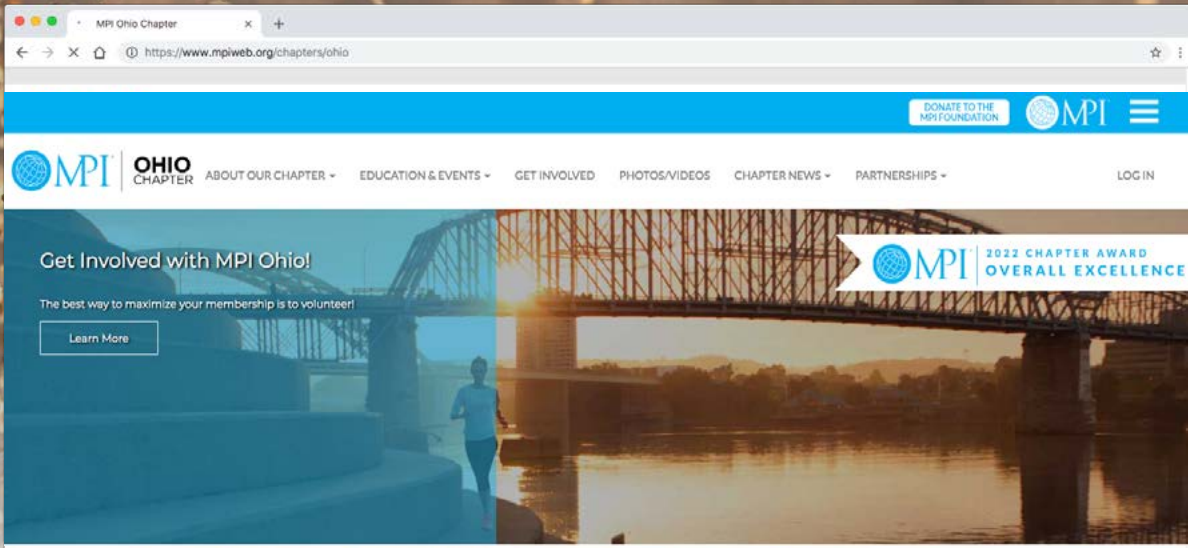 MPI Ohio Chapter
https://www.mpiweb.org/chapters/ohio
DONATE TO THE
MPI FOUNDATION
MPI
MPI
OHIO
CHAPTER
ABOUT OUR CHAPTER
EDUCATION & EVENTS
GET INVOLVED
PHOTOS/VIDEOS
CHAPTER NEWS
PARTNERSHIPS
LOG IN
Get Involved with MPI Ohio!
The best way to maximize your membership is to volunteer!
Learn More
MPI
2022 CHAPTER AWARD
OVERALL EXCELLENCE